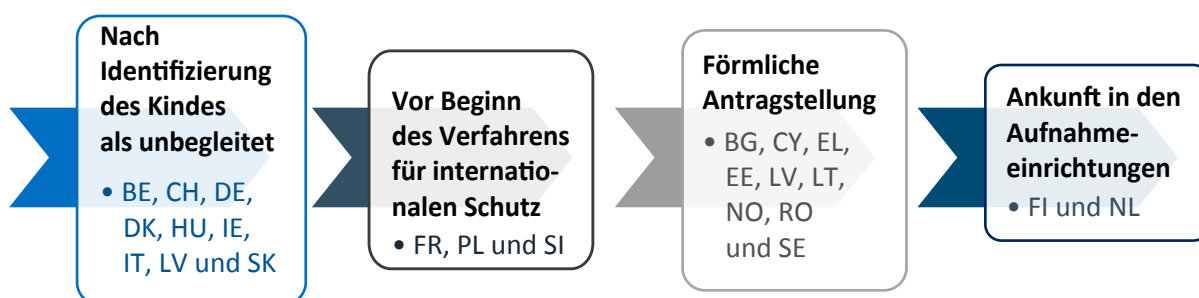 Nach
Identifizierung
des Kindes
als unbegleitet
• BE, CH, DE,
DK, HU, IE,
IT, LV und SK
Vor Beginn
des Verfahrens
für internatio-
nalen Schutz
• FR, PL und SI
Förmliche
Antragstellung
• BG, CY, EL,
EE, LV, LT,
NO, RO
und SE
Ankunft in den
Aufnahme-
einrichtungen
• FI und NL